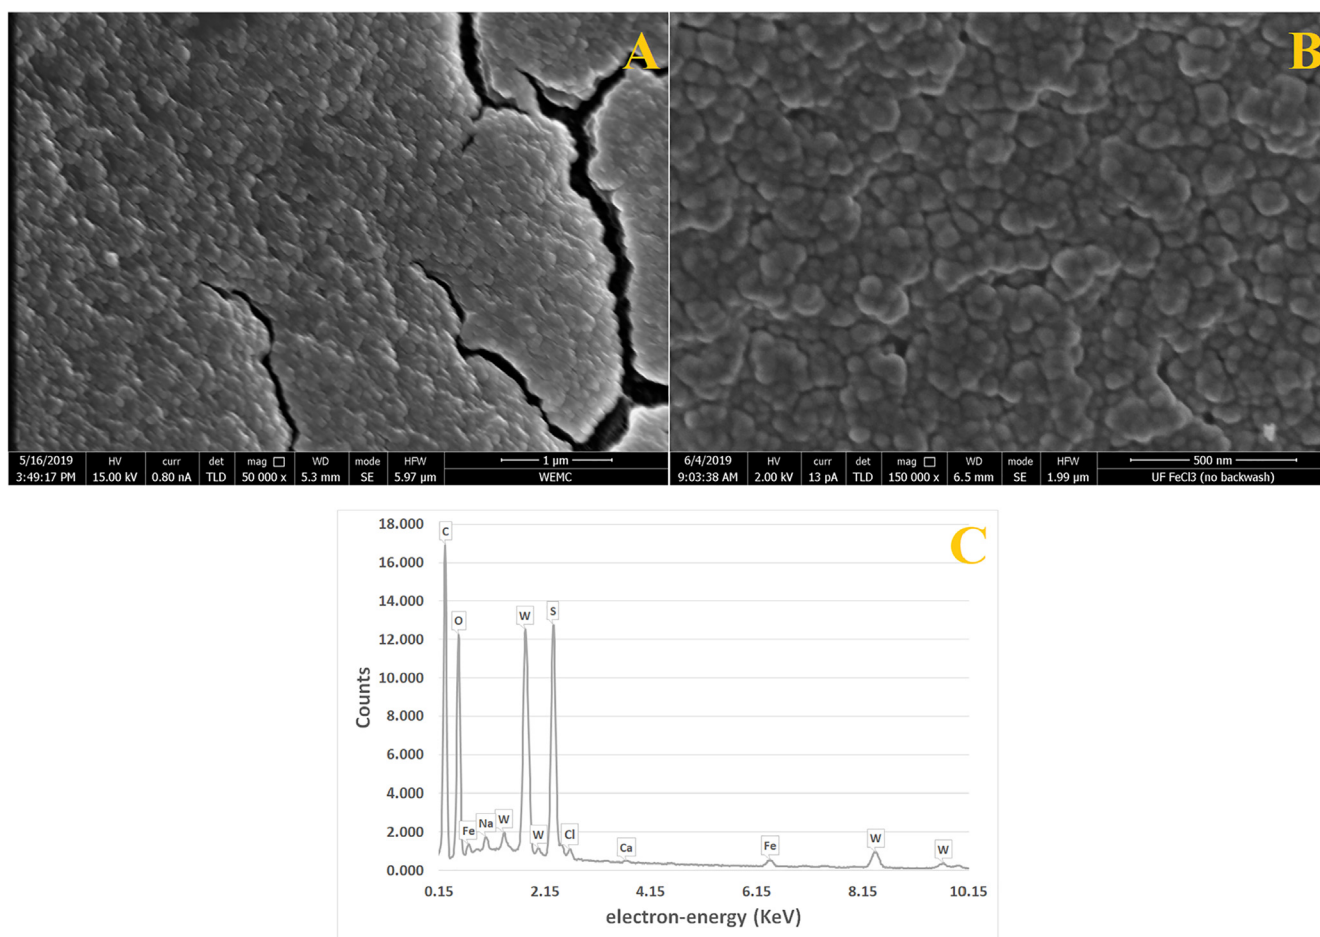 A
B
5/16/2019 HV curr det mag WD mode HFW 1 µm
3:49:17 PM 15.00 kV 0.80 nA TLD 50 000 x 5.3 mm SE 5.97 µm WEMC
6/4/2019 HV curr det mag WD mode HFW 500 nm
9:03:38 AM 2.00 kV 13 pA TLD 150 000 x 6.5 mm SE 1.99 µm UF FeCl3 (no backwash)
C
18.000
16.000
14.000
12.000
10.000
8.000
6.000
4.000
2.000
0.000
Counts
C
O
Fe
Na
W
W
W
S
Cl
Ca
Fe
W
W
0.15 2.15 4.15 6.15 8.15 10.15
electron-energy (KeV)